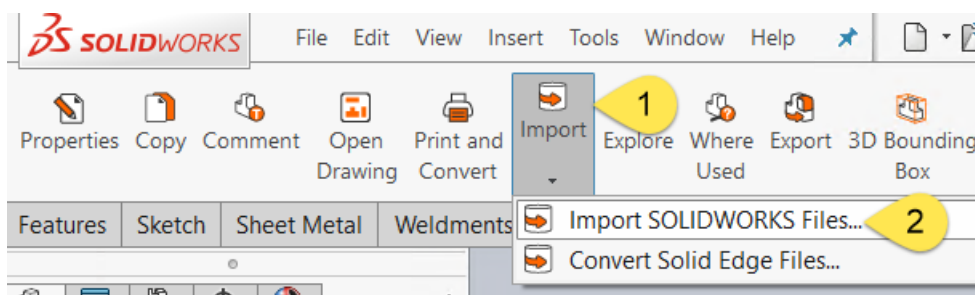 SOLIDWORKS File Edit View Insert Tools Window Help
Properties Copy Comment Open Drawing Print and Convert Import 1 Explore Where Used Export 3D Bounding Box
Import SOLIDWORKS Files... 2
Features Sketch Sheet Metal Weldments
Convert Solid Edge Files...